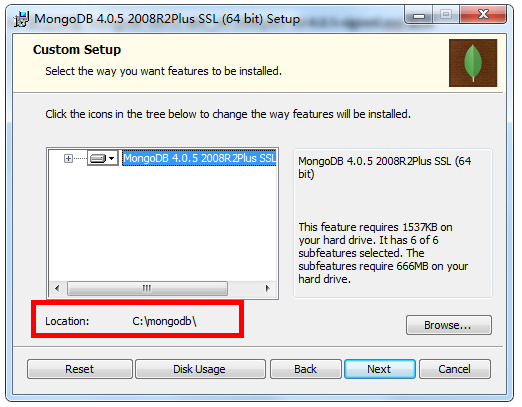 MongoDB 4.0.5 2008R2Plus SSL (64 bit) Setup
Custom Setup
Select the way you want features to be installed.
Click the icons in the tree below to change the way features will be installed.
MongoDB 4.0.5 2008R2Plus SSL
MongoDB 4.0.5 2008R2Plus SSL (64
bit)
This feature requires 1537KB on
your hard drive. It has 6 of 6
subfeatures selected. The
subfeatures require 666MB on your
hard drive.
Location: C:\mongodb\
Browse...
Reset Disk Usage Back Next Cancel